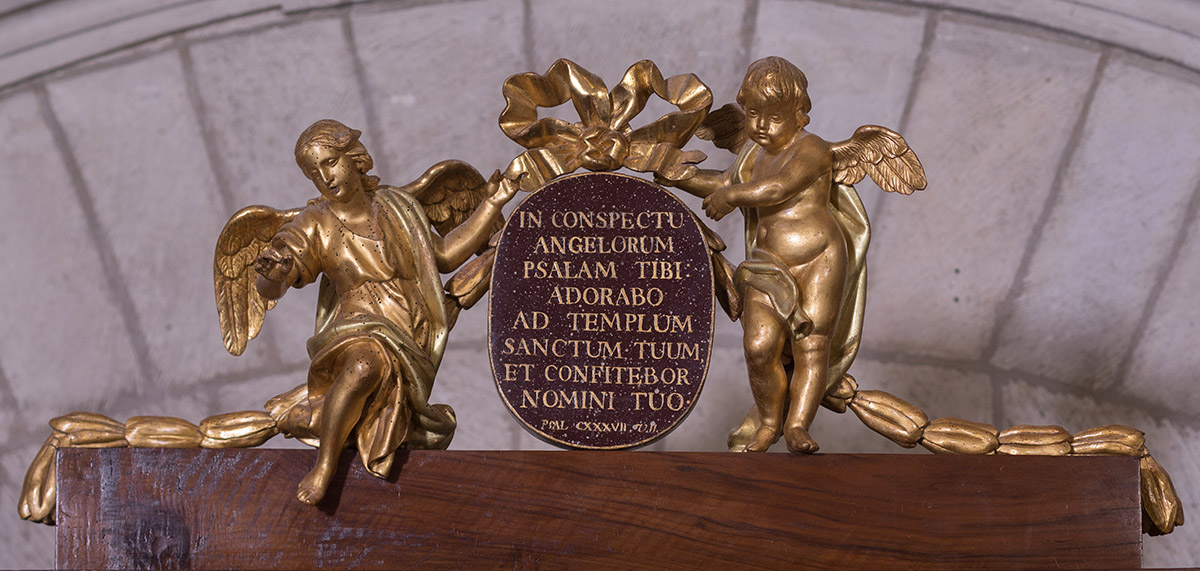 IN CONSPECTU
ANGELORUM
PSALAM TIBI:
ADORABO
AD TEMPLUM
SANCTUM·TUUM
ET CONFITEBOR
NOMINI TUO·
PSAL CXXXVII